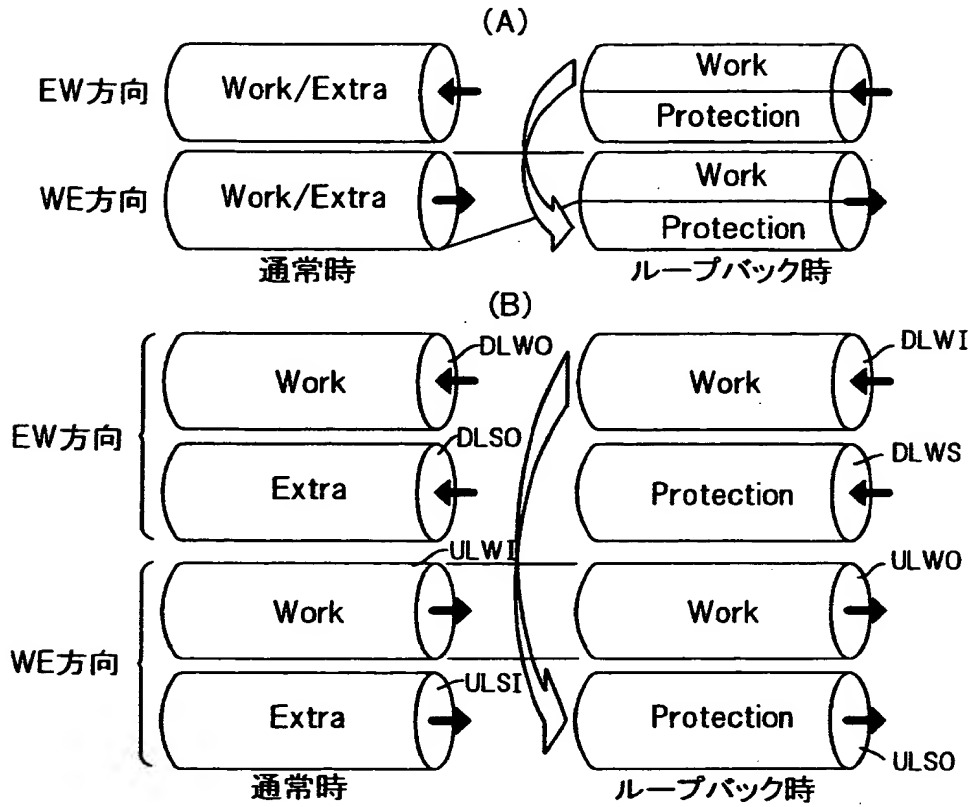 (A)
EW方向
Work/Extra
Work
Protection
WE方向
Work/Extra
Work
Protection
通常時
ループバック時
(B)
EW方向
Work
DLWO
Work
DLWI
Extra
DLSO
Protection
DLWS
WE方向
Work
ULWI
Work
ULWO
Extra
ULSI
Protection
ULSO
通常時
ループバック時